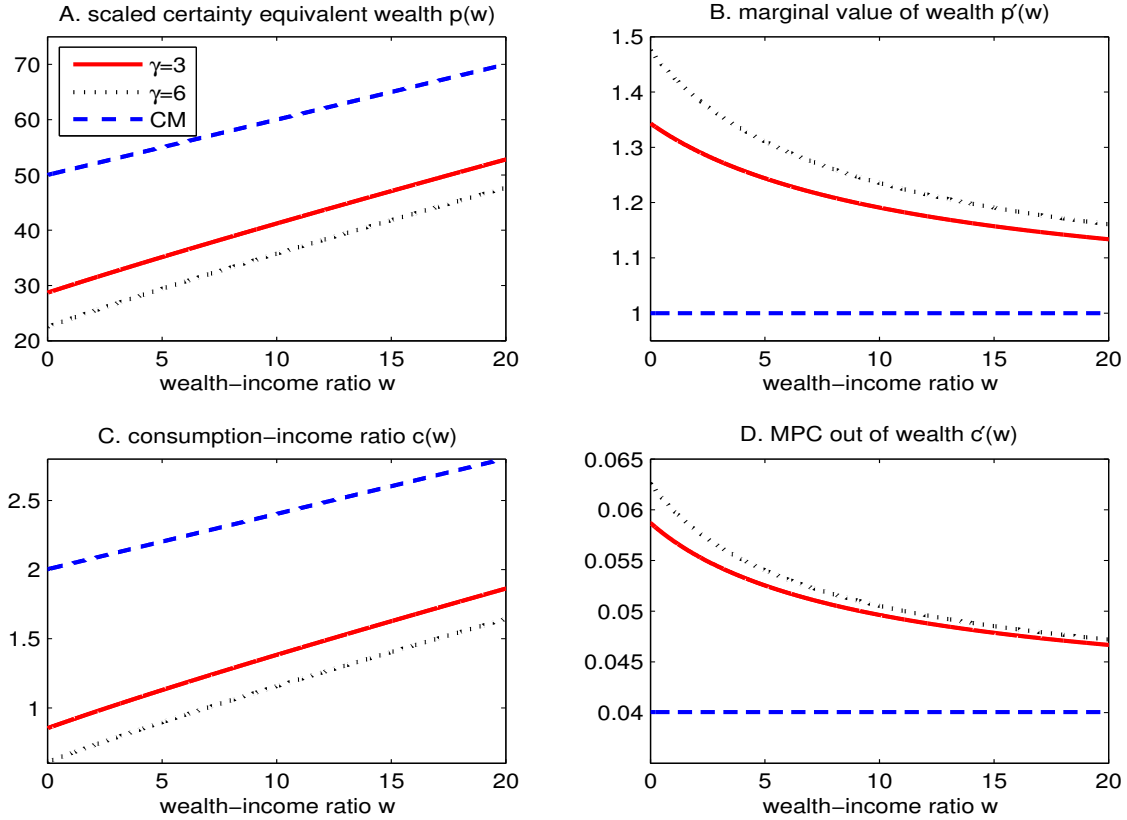 A. scaled certainty equivalent wealth p(w)
70
60
50
40
30
20
γ=3
γ=6
CM
0 5 10 15 20
wealth−income ratio w
B. marginal value of wealth p′(w)
1.5
1.4
1.3
1.2
1.1
1
0 5 10 15 20
wealth−income ratio w
C. consumption−income ratio c(w)
2.5
2
1.5
1
0 5 10 15 20
wealth−income ratio w
D. MPC out of wealth c′(w)
0.065
0.06
0.055
0.05
0.045
0.04
0 5 10 15 20
wealth−income ratio w